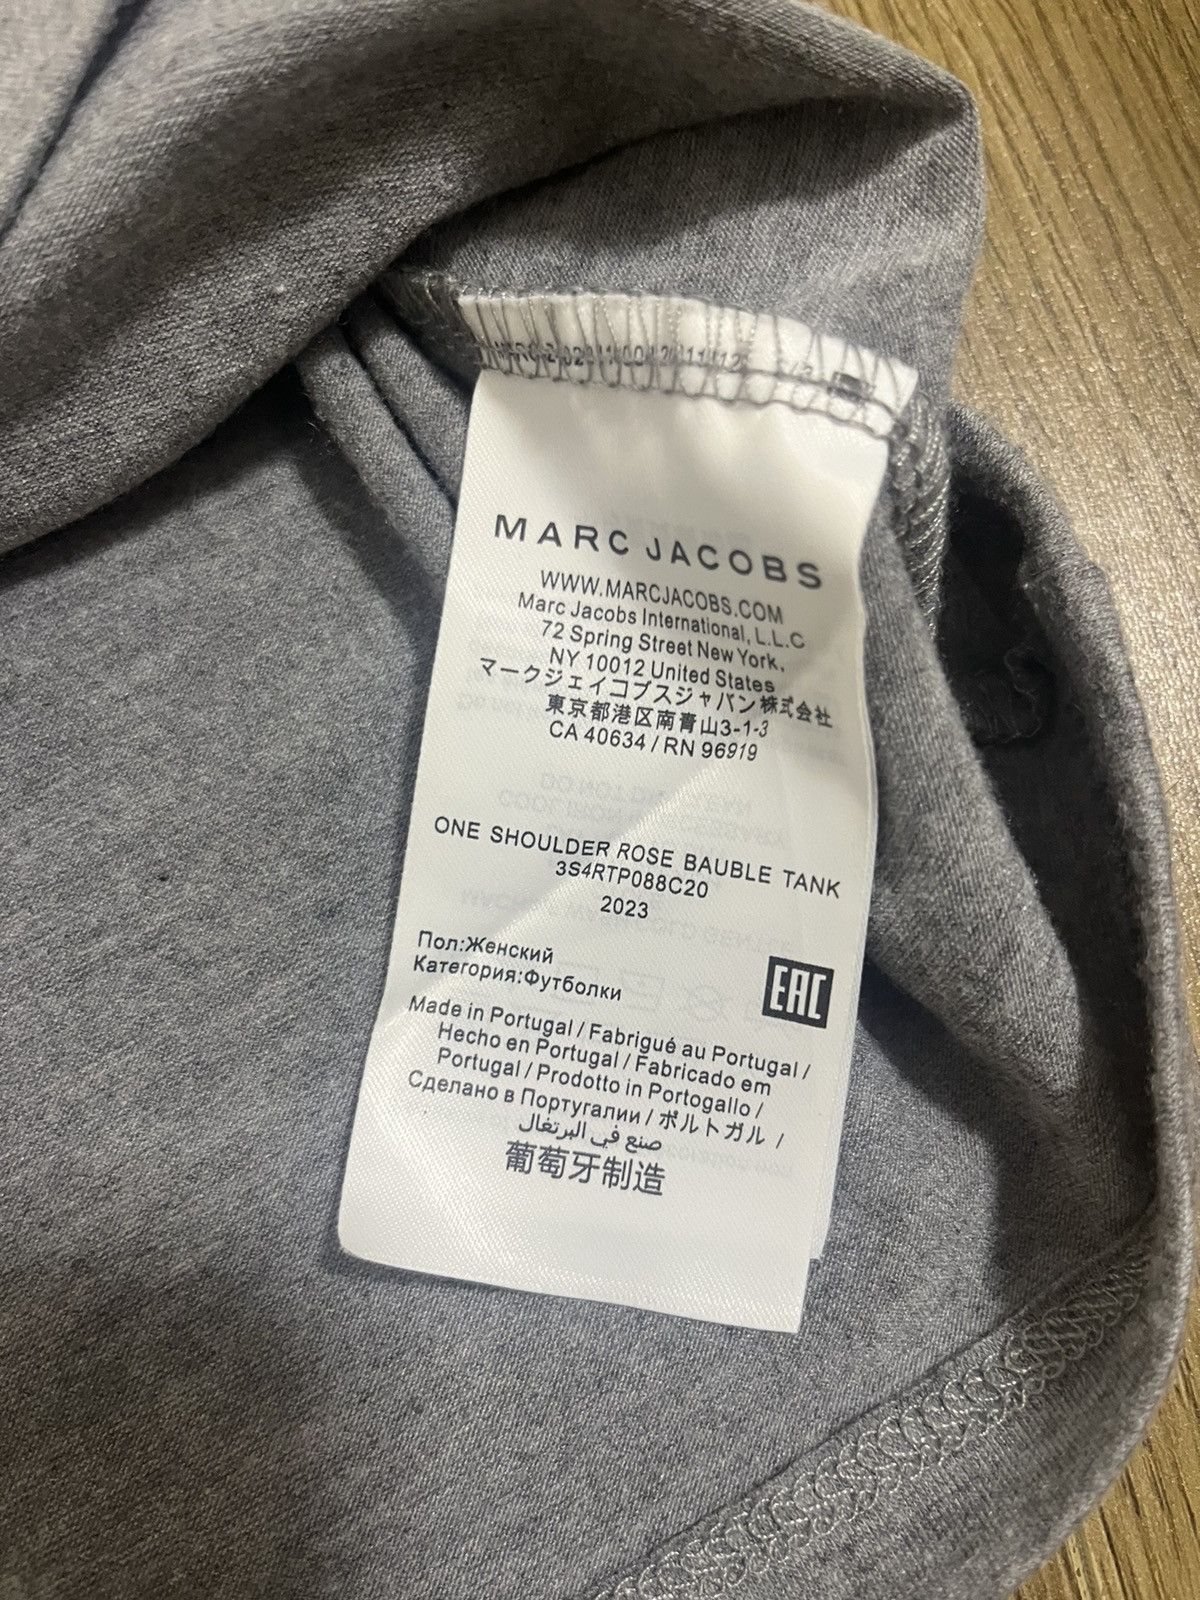 MARC JACOBS
WWW.MARCJACOBS.COM
Marc Jacobs International, L.L.C
72 Spring Street New York,
NY 10012 United States
マークジェイコブスジャパン株式会社
東京都港区南青山3-1-3
CA 40634 / RN 96919
ONE SHOULDER ROSE BAUBLE TANK
3S4RTP088C20
2023
Пол:Женский
Категория:Футболки
EAC
Made in Portugal / Fabrigué au Portugal /
Hecho en Portugal / Fabricado em
Portugal / Prodotto in Portogallo /
Сделано в Португалии / ポルトガル /
صنع في البرتغال
葡萄牙制造